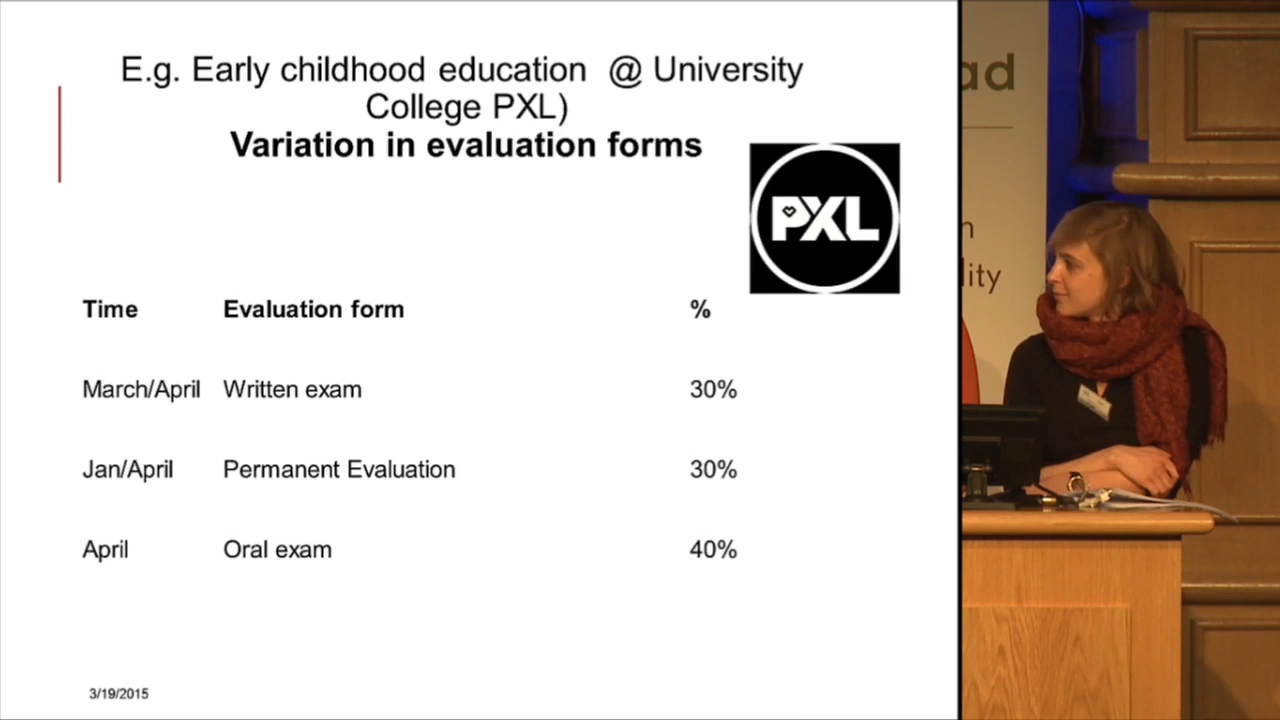 E.g. Early childhood education @ University
College PXL)
Variation in evaluation forms
PXL
Time Evaluation form %
March/April Written exam 30%
Jan/April Permanent Evaluation 30%
April Oral exam 40%
3/19/2015
ad
n
lity